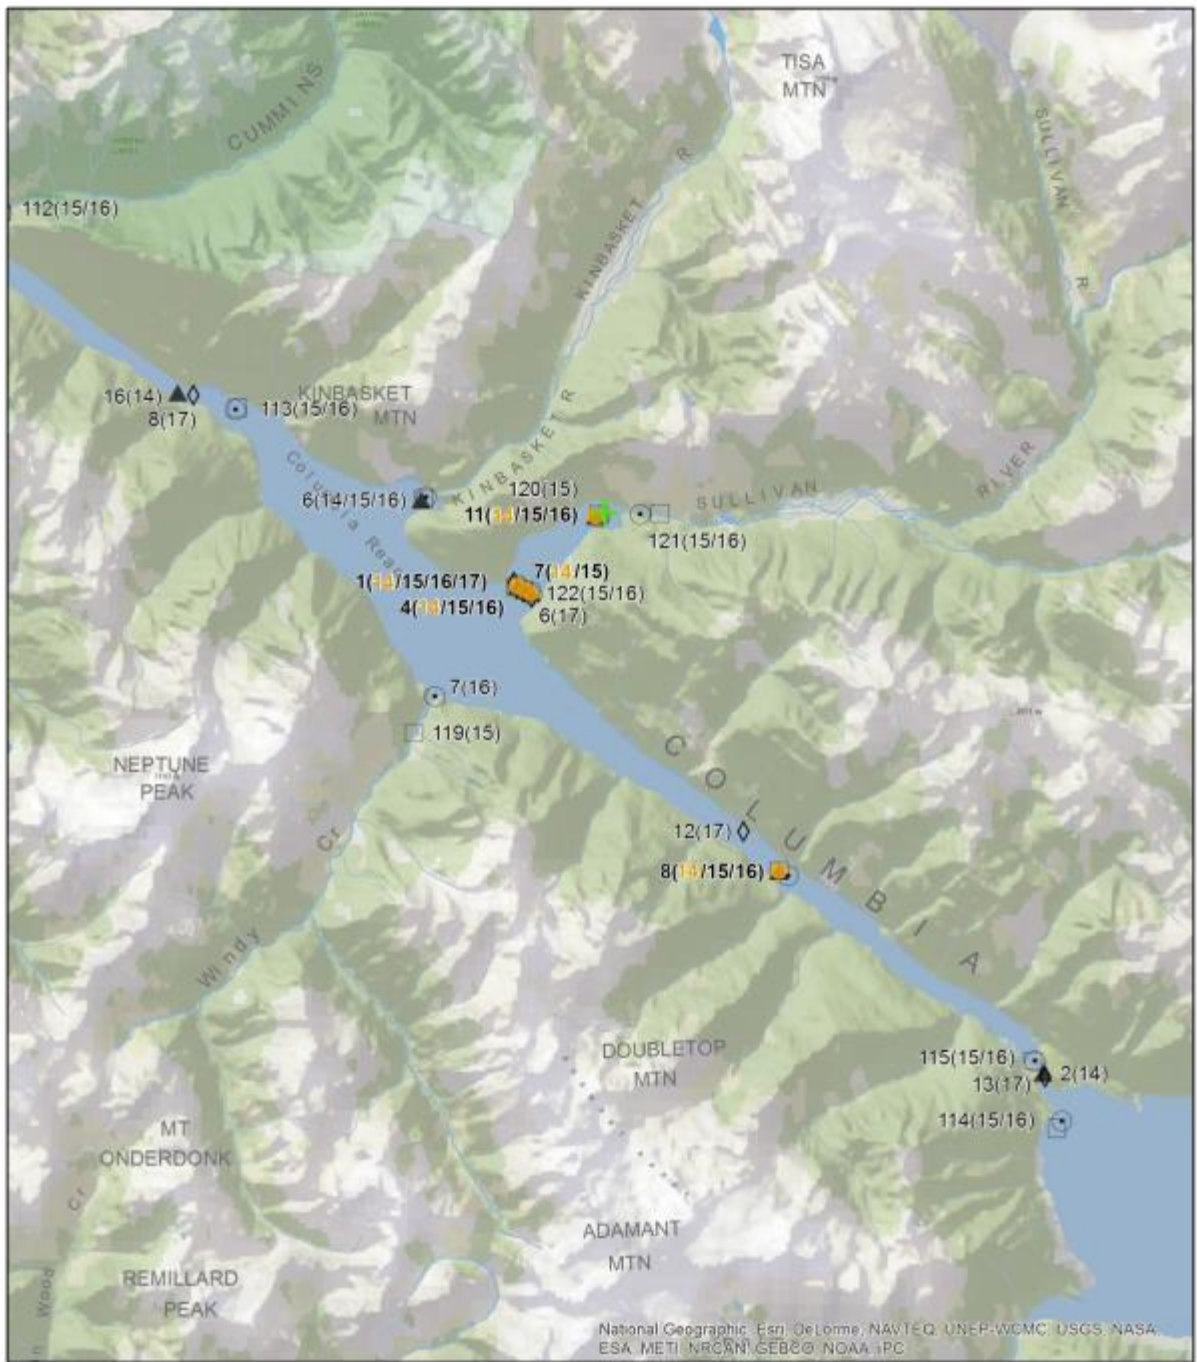 TISA
MTN
CUMMINS
SULLIVAN
R
112(15/16)
KINBASKET R
16(14)
8(17)
113(15/16)
KINBASKET
MTN
Columbia Reac
6(14/15/16)
KINBASKET R
120(15)
11(14/15/16)
SULLIVAN
RIVER
121(15/16)
7(14/15)
1(14/15/16/17)
122(15/16)
4(14/15/16)
6(17)
7(16)
119(15)
NEPTUNE
PEAK
Windy Cr
COLUMBIA
12(17)
8(14/15/16)
DOUBLETOP
MTN
115(15/16)
2(14)
13(17)
114(15/16)
MT
ONDERDONK
Cr
ADAMANT
MTN
REMILLARD
PEAK
Wood
National Geographic, Esri, DeLorme, NAVTEQ, UNEP-WCMC, USGS, NASA,
ESA, METI, NRCAN, GEBCO, NOAA, iPC